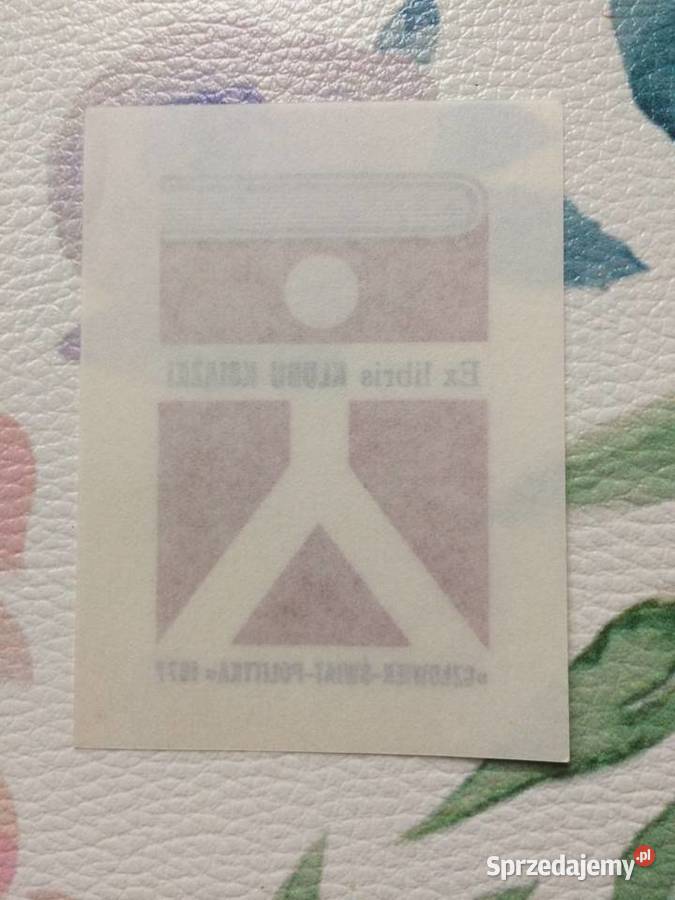 Ex libris KLUBU KSIĄŻKI
»CZŁOWIEK-ŚWIAT-POLITYKA« 1977
Sprzedajemy.pl